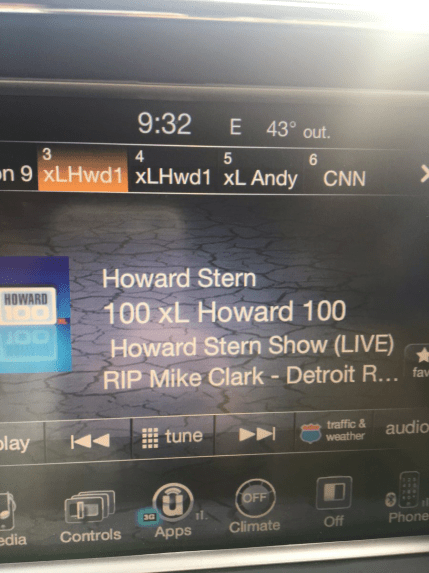 9:32 E 43° out.
3 4 5 6
on 9 xLHwd1 xLHwd1 xL Andy CNN
HOWARD
100
Howard Stern
100 xL Howard 100
Howard Stern Show (LIVE)
RIP Mike Clark - Detroit R...
fav
play tune traffic & weather audio
3G
OFF
edia Controls Apps Climate Off Phone